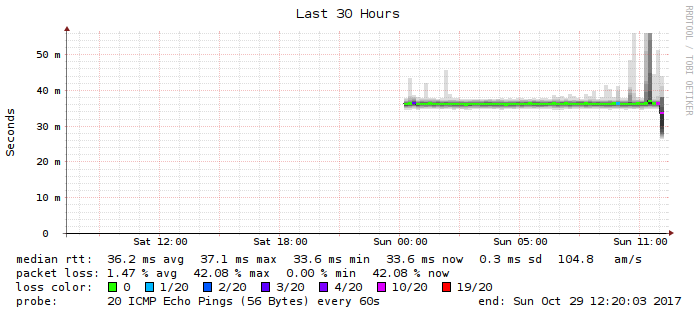 Last 30 Hours
RRDTOOL / TOBI OETIKER
Seconds
50 m
40 m
30 m
20 m
10 m
0
Sat 12:00 Sat 18:00 Sun 00:00 Sun 05:00 Sun 11:00
median rtt: 36.2 ms avg 37.1 ms max 33.6 ms min 33.6 ms now 0.3 ms sd 104.8 am/s
packet loss: 1.47 % avg 42.08 % max 0.00 % min 42.08 % now
loss color: 0 1/20 2/20 3/20 4/20 10/20 19/20
probe: 20 ICMP Echo Pings (56 Bytes) every 60s end: Sun Oct 29 12:20:03 2017